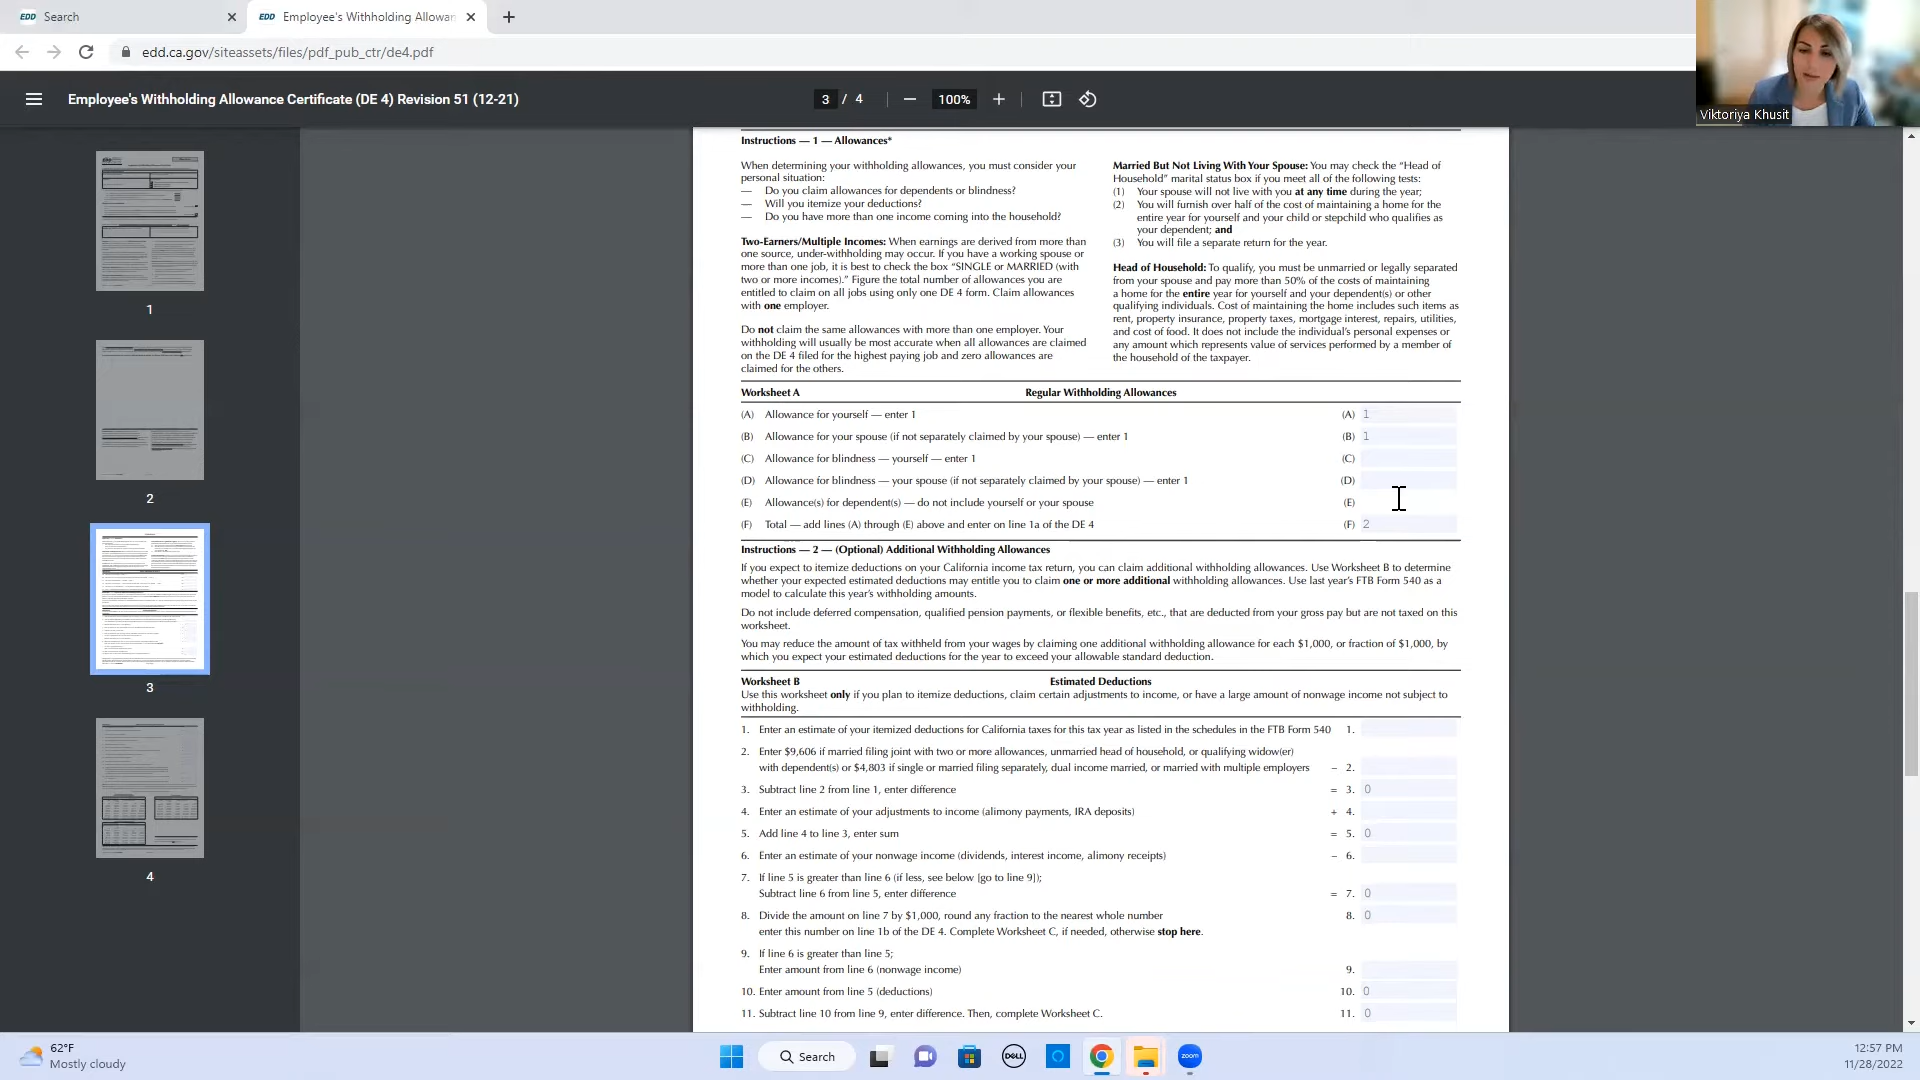 EDD Search
EDD Employee's Withholding Allowan
edd.ca.gov/siteassets/files/pdf_pub_ctr/de4.pdf
Viktoriya Khusit
Employee's Withholding Allowance Certificate (DE 4) Revision 51 (12-21)
3 / 4
100%
1
2
3
4
Instructions — 1 — Allowances*
When determining your withholding allowances, you must consider your
personal situation:
— Do you claim allowances for dependents or blindness?
— Will you itemize your deductions?
— Do you have more than one income coming into the household?
Two-Earners/Multiple Incomes: When earnings are derived from more than
one source, under-withholding may occur. If you have a working spouse or
more than one job, it is best to check the box “SINGLE or MARRIED (with
two or more incomes).” Figure the total number of allowances you are
entitled to claim on all jobs using only one DE 4 form. Claim allowances
with one employer.
Do not claim the same allowances with more than one employer. Your
withholding will usually be most accurate when all allowances are claimed
on the DE 4 filed for the highest paying job and zero allowances are
claimed for the others.
Married But Not Living With Your Spouse: You may check the “Head of
Household” marital status box if you meet all of the following tests:
(1) Your spouse will not live with you at any time during the year;
(2) You will furnish over half of the cost of maintaining a home for the
entire year for yourself and your child or stepchild who qualifies as
your dependent; and
(3) You will file a separate return for the year.
Head of Household: To qualify, you must be unmarried or legally separated
from your spouse and pay more than 50% of the costs of maintaining
a home for the entire year for yourself and your dependent(s) or other
qualifying individuals. Cost of maintaining the home includes such items as
rent, property insurance, property taxes, mortgage interest, repairs, utilities,
and cost of food. It does not include the individual's personal expenses or
any amount which represents value of services performed by a member of
the household of the taxpayer.
Worksheet A Regular Withholding Allowances
(A) Allowance for yourself — enter 1 (A) 1
(B) Allowance for your spouse (if not separately claimed by your spouse) — enter 1 (B) 1
(C) Allowance for blindness — yourself — enter 1 (C)
(D) Allowance for blindness — your spouse (if not separately claimed by your spouse) — enter 1 (D)
(E) Allowance(s) for dependent(s) — do not include yourself or your spouse (E)
(F) Total — add lines (A) through (E) above and enter on line 1a of the DE 4 (F) 2
Instructions — 2 — (Optional) Additional Withholding Allowances
If you expect to itemize deductions on your California income tax return, you can claim additional withholding allowances. Use Worksheet B to determine
whether your expected estimated deductions may entitle you to claim one or more additional withholding allowances. Use last year's FTB Form 540 as a
model to calculate this year's withholding amounts.
Do not include deferred compensation, qualified pension payments, or flexible benefits, etc., that are deducted from your gross pay but are not taxed on this
worksheet.
You may reduce the amount of tax withheld from your wages by claiming one additional withholding allowance for each $1,000, or fraction of $1,000, by
which you expect your estimated deductions for the year to exceed your allowable standard deduction.
Worksheet B Estimated Deductions
Use this worksheet only if you plan to itemize deductions, claim certain adjustments to income, or have a large amount of nonwage income not subject to
withholding.
1. Enter an estimate of your itemized deductions for California taxes for this tax year as listed in the schedules in the FTB Form 540 1.
2. Enter $9,606 if married filing joint with two or more allowances, unmarried head of household, or qualifying widow(er)
with dependent(s) or $4,803 if single or married filing separately, dual income married, or married with multiple employers – 2.
3. Subtract line 2 from line 1, enter difference = 3. 0
4. Enter an estimate of your adjustments to income (alimony payments, IRA deposits) + 4.
5. Add line 4 to line 3, enter sum = 5. 0
6. Enter an estimate of your nonwage income (dividends, interest income, alimony receipts) – 6.
7. If line 5 is greater than line 6 (if less, see below [go to line 9]);
Subtract line 6 from line 5, enter difference = 7. 0
8. Divide the amount on line 7 by $1,000, round any fraction to the nearest whole number 8. 0
enter this number on line 1b of the DE 4. Complete Worksheet C, if needed, otherwise stop here.
9. If line 6 is greater than line 5;
Enter amount from line 6 (nonwage income) 9.
10. Enter amount from line 5 (deductions) 10. 0
11. Subtract line 10 from line 9, enter difference. Then, complete Worksheet C. 11. 0
62°F
Mostly cloudy
Search
DELL
zoom
12:57 PM
11/28/2022